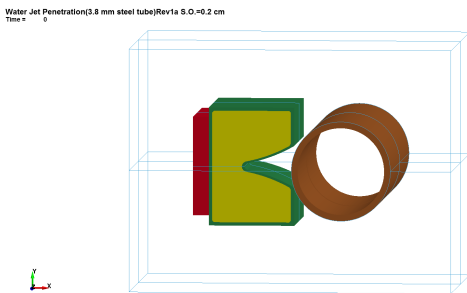 Water Jet Penetration(3.8 mm steel tube)Rev1a S.O.=0.2 cm
Time = 0
Y
X
Z